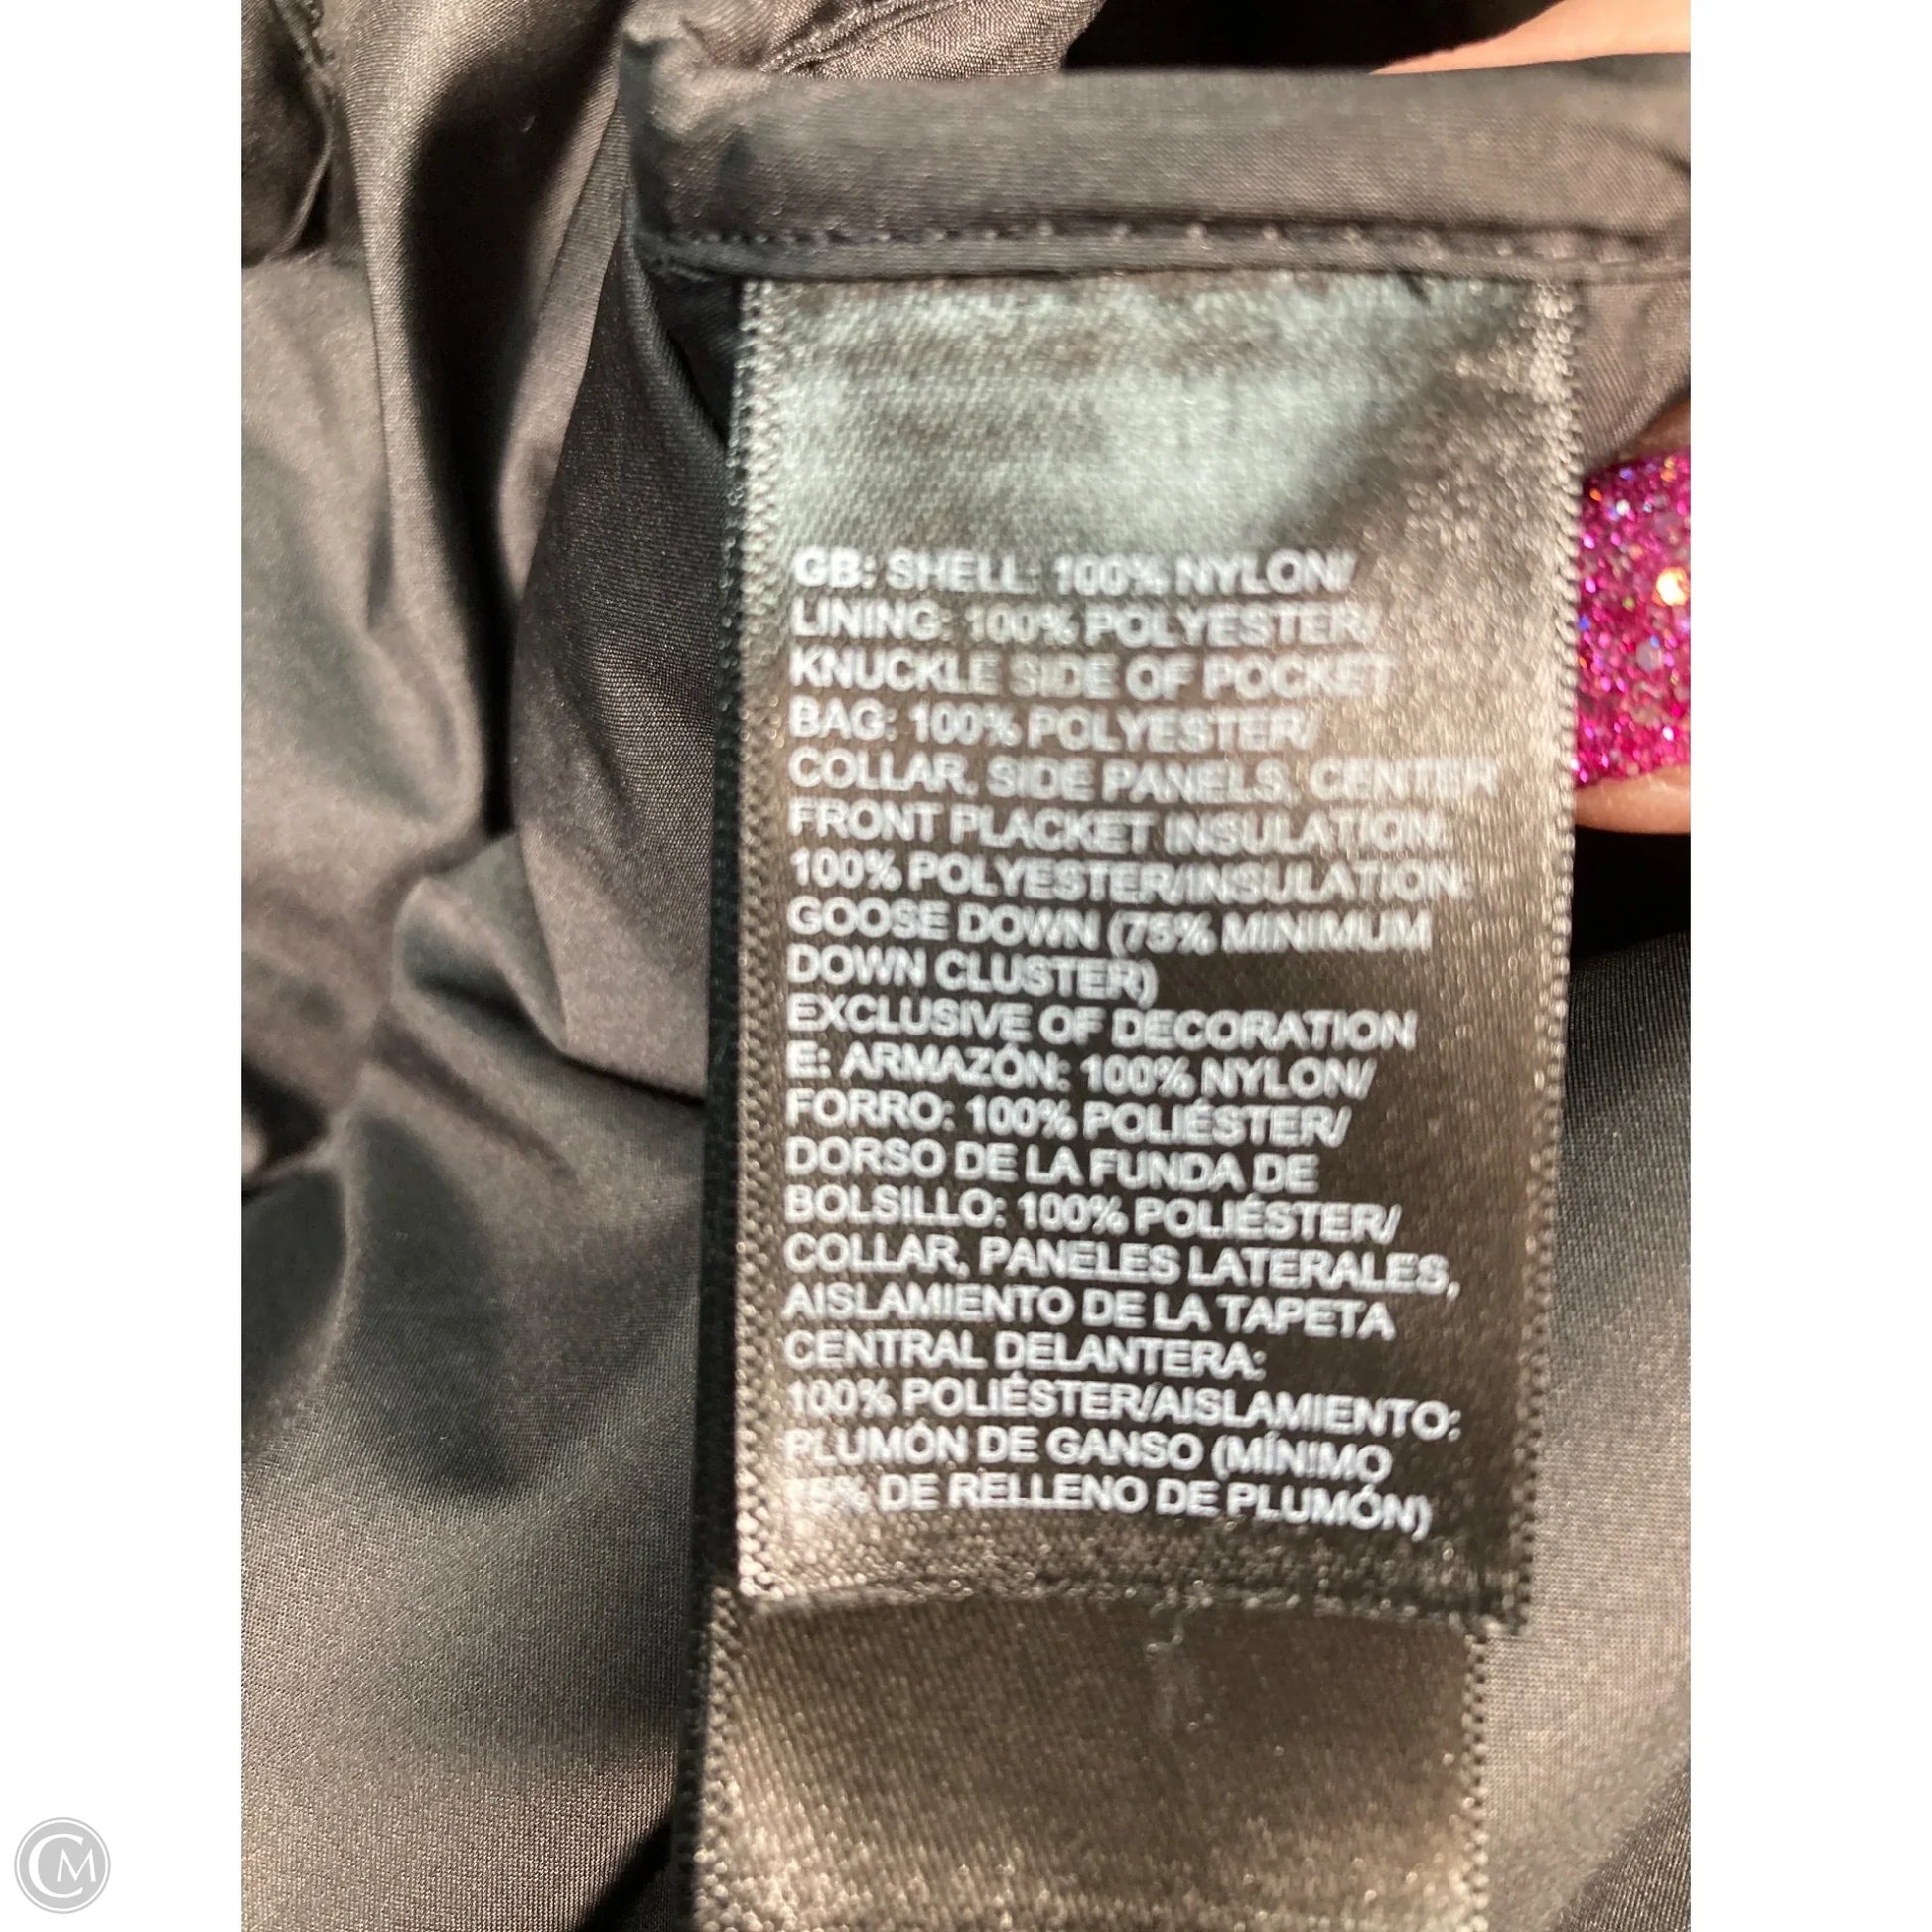 GB: SHELL: 100% NYLON/
LINING: 100% POLYESTER/
KNUCKLE SIDE OF POCKET
BAG: 100% POLYESTER/
COLLAR, SIDE PANELS, CENTER
FRONT PLACKET INSULATION:
100% POLYESTER/INSULATION:
GOOSE DOWN (75% MINIMUM
DOWN CLUSTER)
EXCLUSIVE OF DECORATION
E: ARMAZÓN: 100% NYLON/
FORRO: 100% POLIÉSTER/
DORSO DE LA FUNDA DE
BOLSILLO: 100% POLIÉSTER/
COLLAR, PANELES LATERALES,
AISLAMIENTO DE LA TAPETA
CENTRAL DELANTERA:
100% POLIÉSTER/AISLAMIENTO:
PLUMÓN DE GANSO (MÍNIMO
75% DE RELLENO DE PLUMÓN)
CM